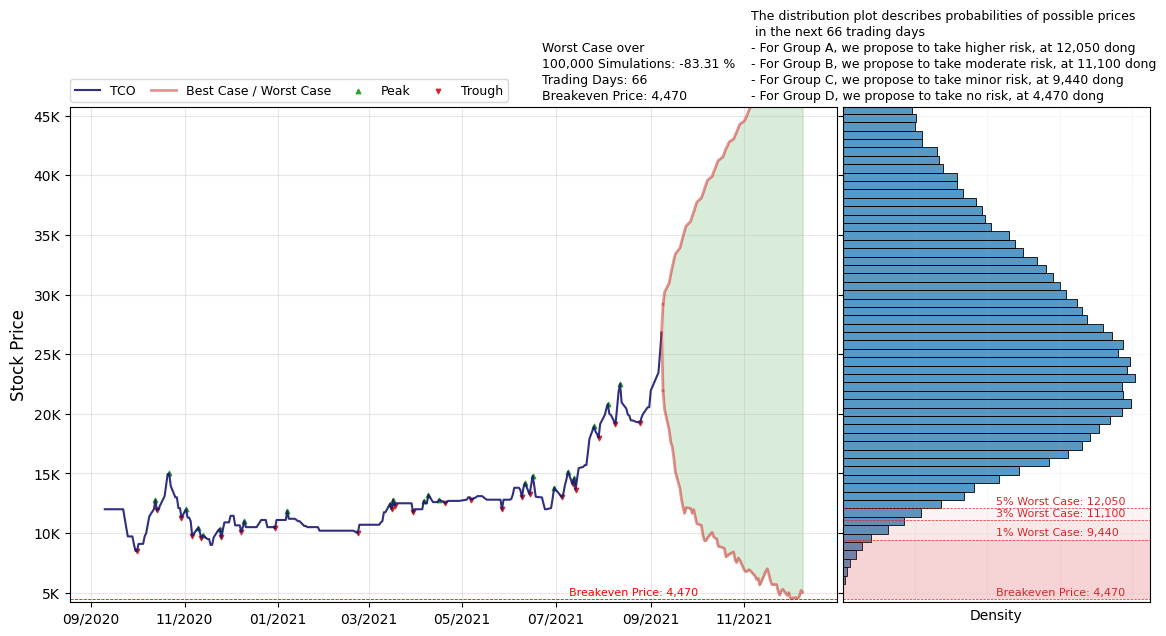 The distribution plot describes probabilities of possible prices
in the next 66 trading days
- For Group A, we propose to take higher risk, at 12,050 dong
- For Group B, we propose to take moderate risk, at 11,100 dong
- For Group C, we propose to take minor risk, at 9,440 dong
- For Group D, we propose to take no risk, at 4,470 dong
Worst Case over
100,000 Simulations: -83.31 %
Trading Days: 66
Breakeven Price: 4,470
TCO
Best Case / Worst Case
Peak
Trough
Stock Price
45K
40K
35K
30K
25K
20K
15K
10K
5K
Breakeven Price: 4,470
09/2020
11/2020
01/2021
03/2021
05/2021
07/2021
09/2021
11/2021
5% Worst Case: 12,050
3% Worst Case: 11,100
1% Worst Case: 9,440
Breakeven Price: 4,470
Density